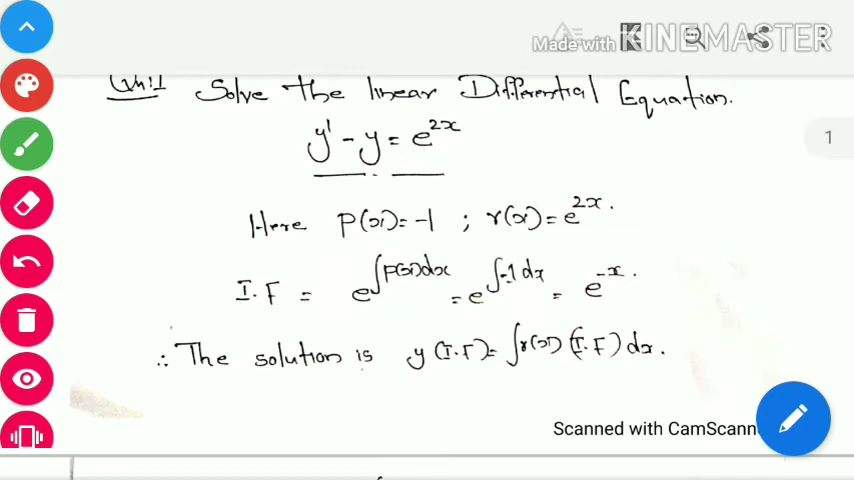 Made with KINEMASTER
Solve the linear Differential Equation.
1
y' - y = e^{2x}
Here P(x) = -1 ; r(x) = e^{2x}.
I.F = e^{∫P(x)dx} = e^{∫-1 dx} = e^{-x}.
∴ The solution is y (I.F) = ∫r(x) (I.F) dx.
Scanned with CamScann